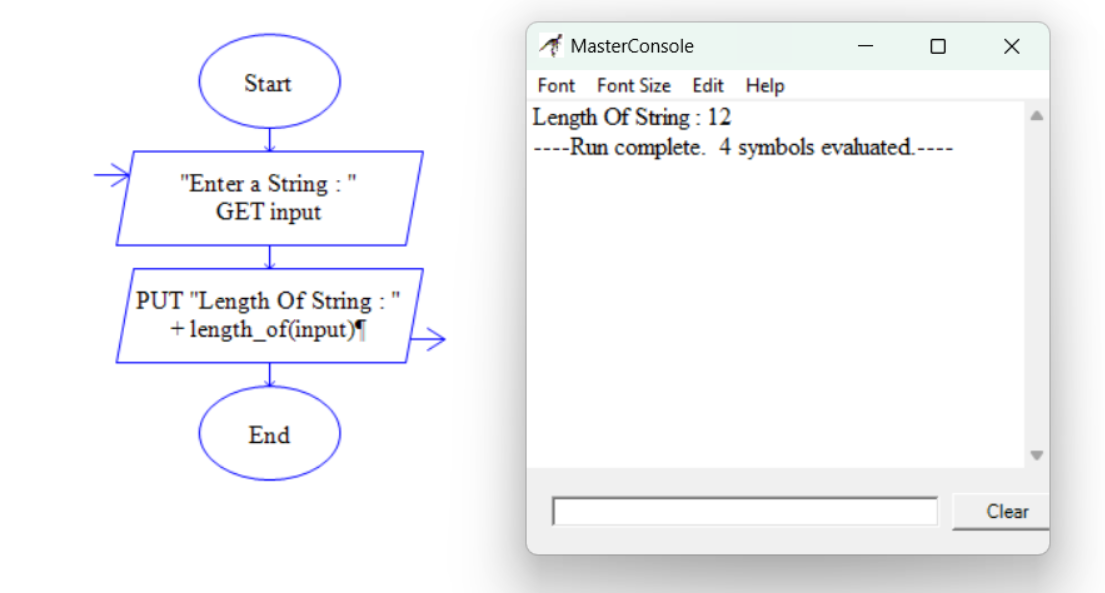 Start
"Enter a String : "
GET input
PUT "Length Of String : "
+ length_of(input)¶
End
MasterConsole
Font Font Size Edit Help
Length Of String : 12
----Run complete.  4 symbols evaluated.----
Clear